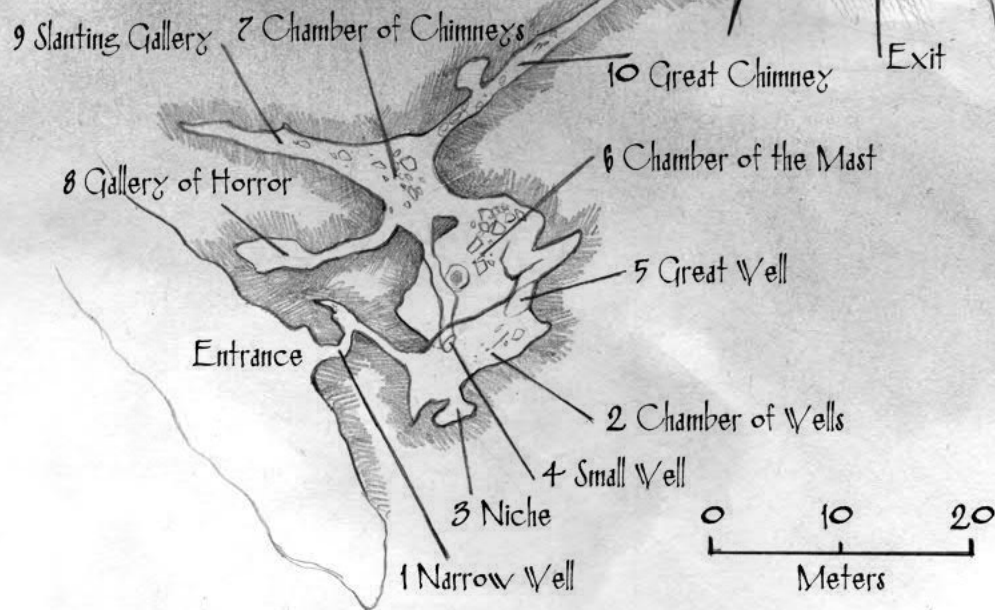 9 Slanting Gallery
7 Chamber of Chimneys
Exit
10 Great Chimney
6 Chamber of the Mast
8 Gallery of Horror
5 Great Well
Entrance
2 Chamber of Wells
4 Small Well
3 Niche
0 10 20
1 Narrow Well
Meters